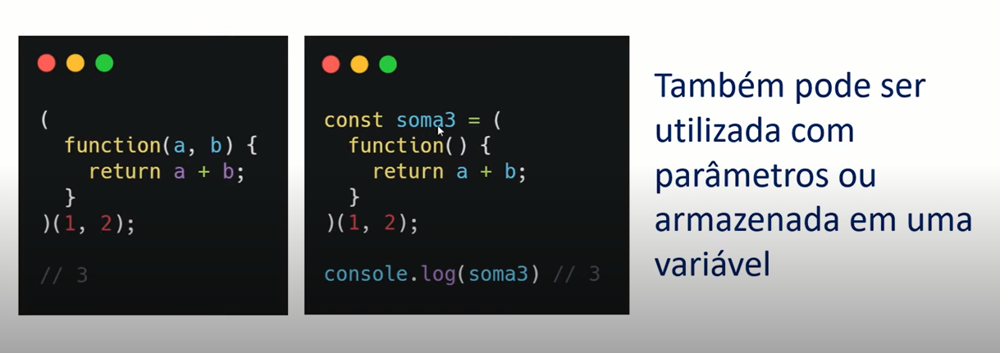 (
function(a, b) {
return a + b;
}
)(1, 2);
// 3
const soma3 = (
function() {
return a + b;
}
)(1, 2);
console.log(soma3) // 3
Também pode ser
utilizada com
parâmetros ou
armazenada em uma
variável